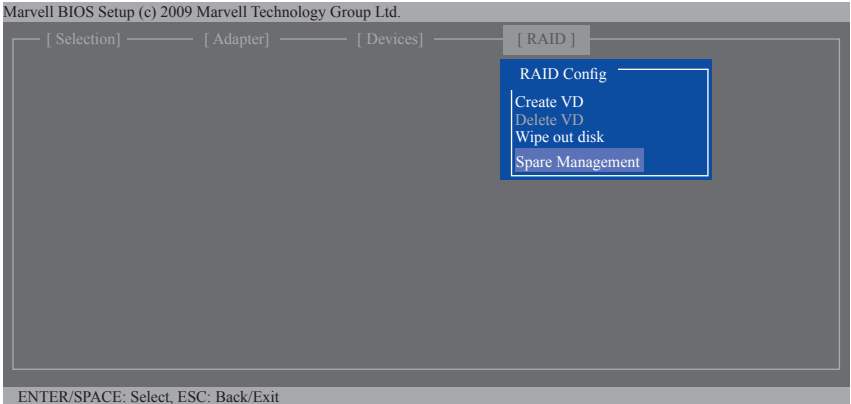 Marvell BIOS Setup (c) 2009 Marvell Technology Group Ltd.
[ Selection] [ Adapter] [ Devices] [ RAID ]
RAID Config
Create VD
Delete VD
Wipe out disk
Spare Management
ENTER/SPACE: Select, ESC: Back/Exit